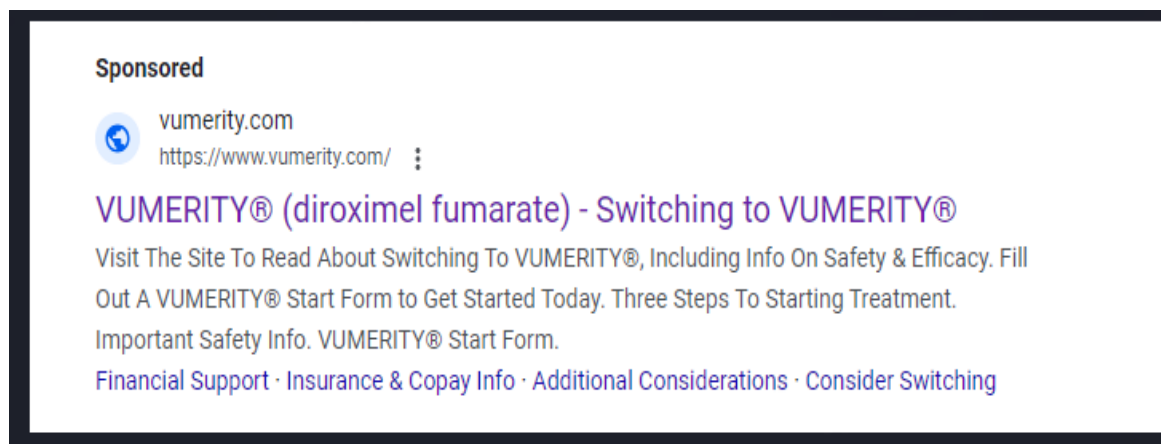 Sponsored
vumerity.com
https://www.vumerity.com/
VUMERITY® (diroximel fumarate) - Switching to VUMERITY®
Visit The Site To Read About Switching To VUMERITY®, Including Info On Safety & Efficacy. Fill
Out A VUMERITY® Start Form to Get Started Today. Three Steps To Starting Treatment.
Important Safety Info. VUMERITY® Start Form.
Financial Support · Insurance & Copay Info · Additional Considerations · Consider Switching